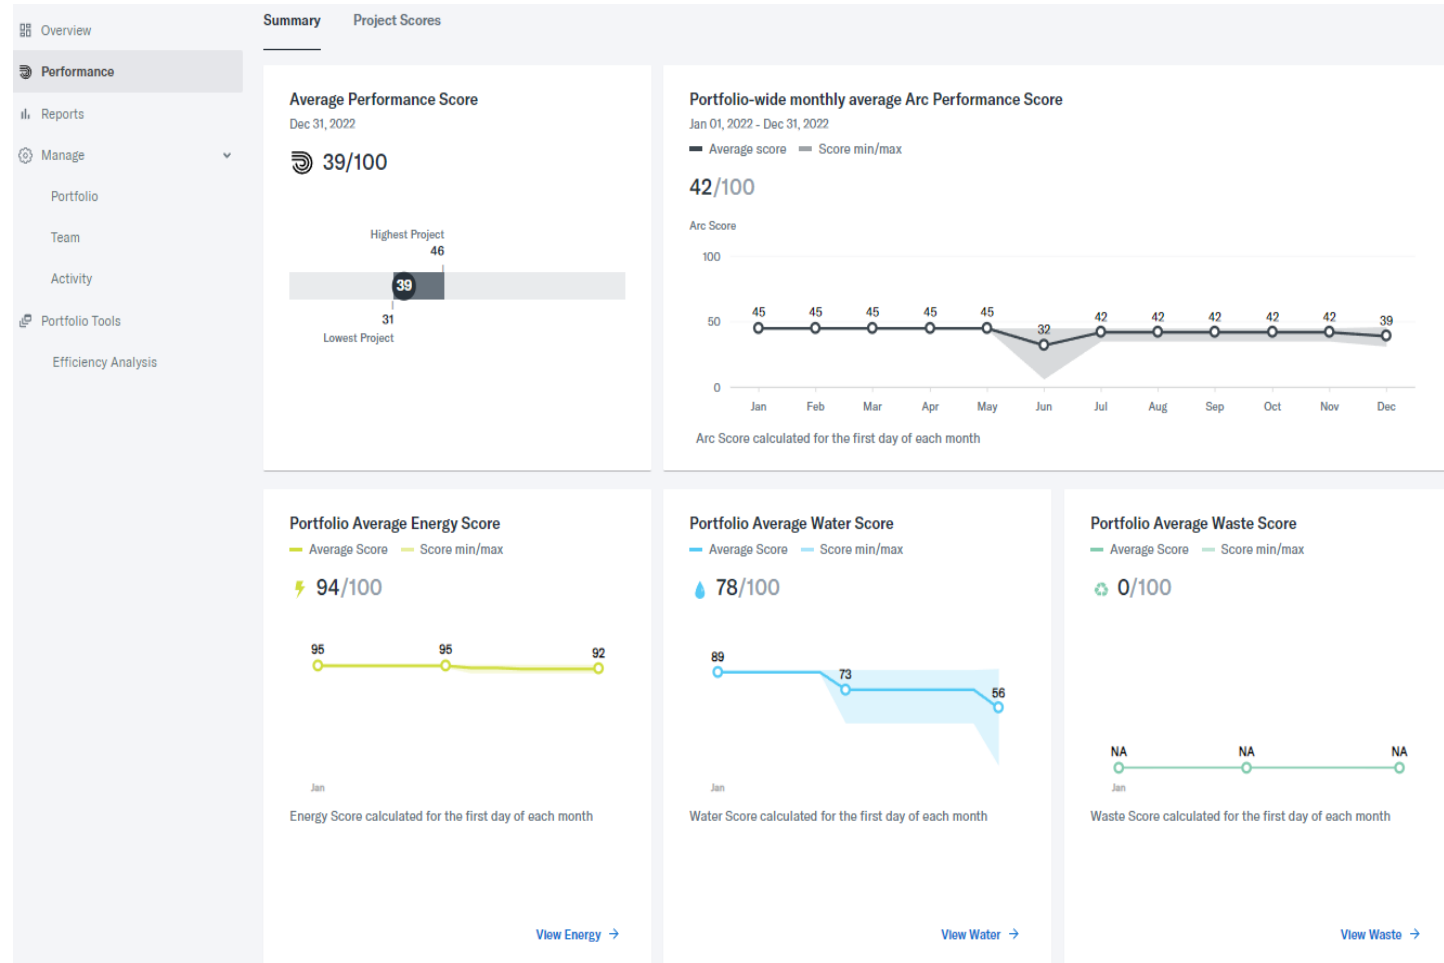 Overview
Performance
Reports
Manage
Portfolio
Team
Activity
Portfolio Tools
Efficiency Analysis
Summary Project Scores
Average Performance Score
Dec 31, 2022
39/100
Highest Project
46
39
31
Lowest Project
Portfolio-wide monthly average Arc Performance Score
Jan 01, 2022 - Dec 31, 2022
Average score Score min/max
42/100
Arc Score
100
50
0
45 45 45 45 45 32 42 42 42 42 42 39
Jan Feb Mar Apr May Jun Jul Aug Sep Oct Nov Dec
Arc Score calculated for the first day of each month
Portfolio Average Energy Score
Average Score Score min/max
94/100
95 95 92
Jan
Energy Score calculated for the first day of each month
View Energy →
Portfolio Average Water Score
Average Score Score min/max
78/100
89 73 56
Jan
Water Score calculated for the first day of each month
View Water →
Portfolio Average Waste Score
Average Score Score min/max
0/100
NA NA NA
Jan
Waste Score calculated for the first day of each month
View Waste →